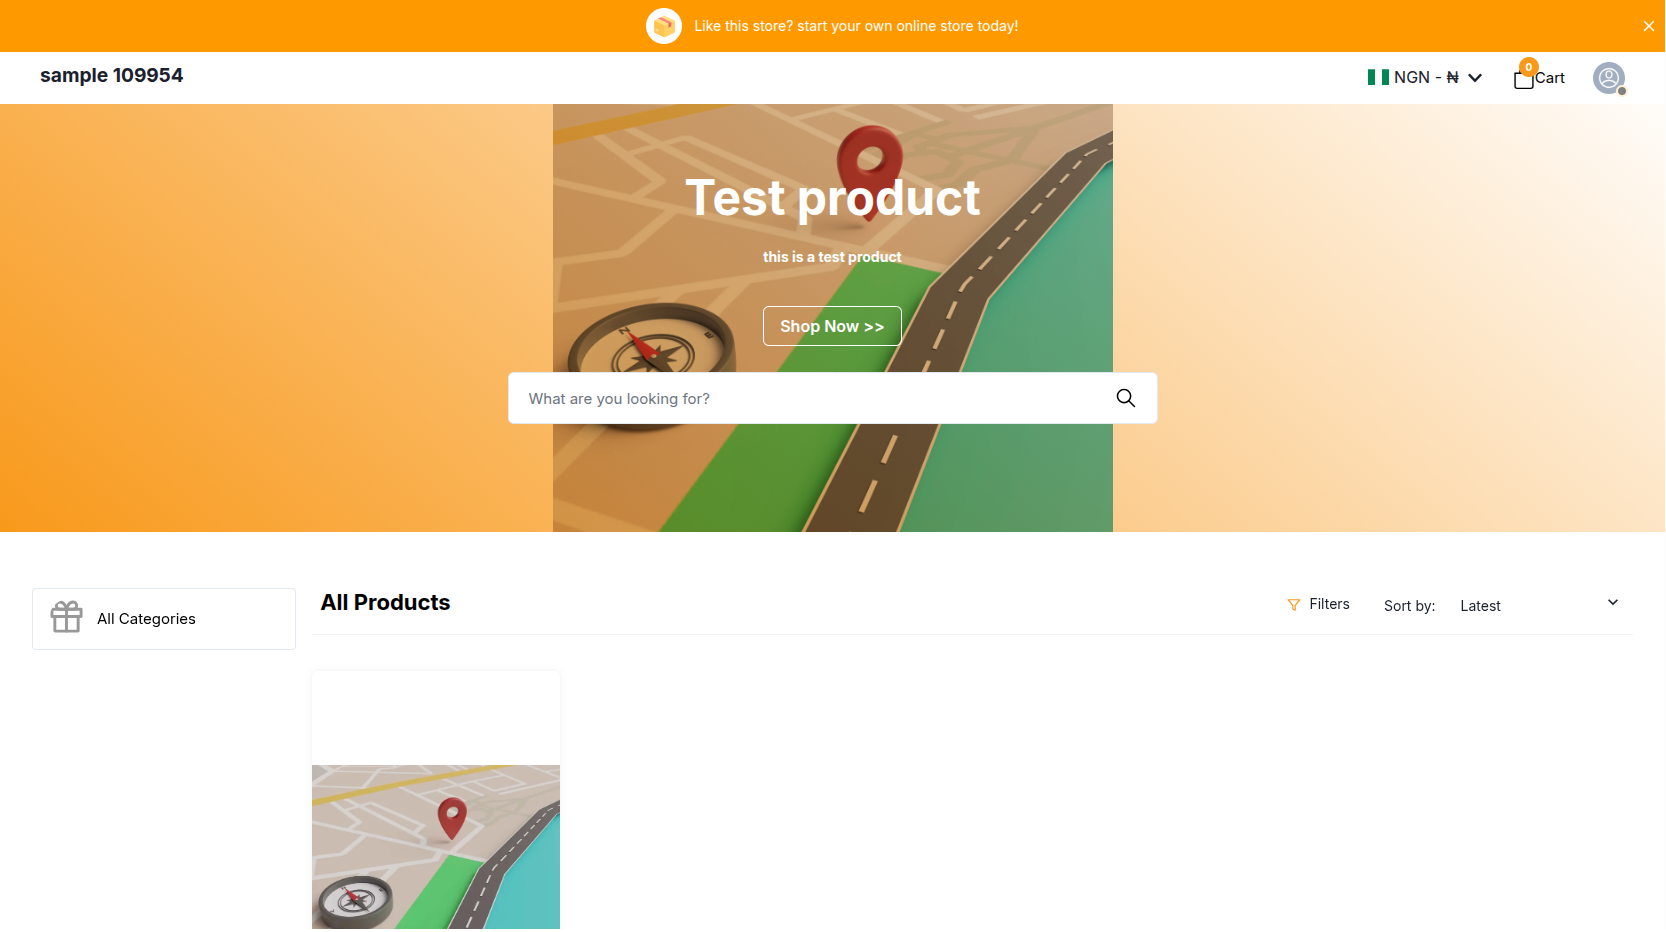 Like this store? start your own online store today!
sample 109954
NGN - ₦
0
Cart
Test product
this is a test product
Shop Now >>
What are you looking for?
All Categories
All Products
Filters
Sort by:
Latest